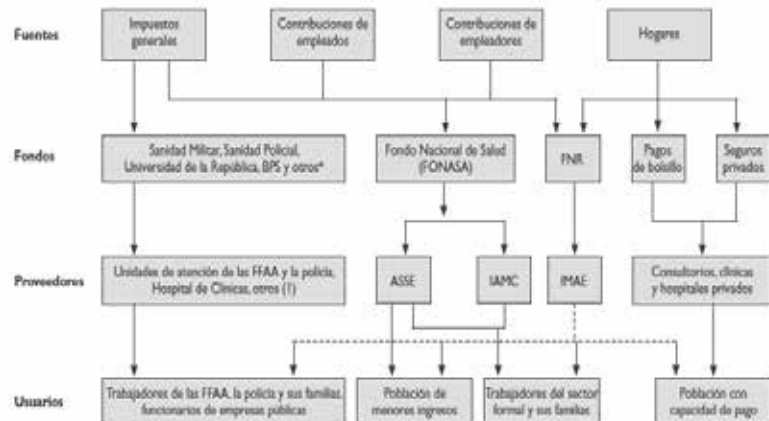 Fuentes
Impuestos
generales
Contribuciones de
empleados
Contribuciones de
empleadores
Hogares
Fondos
Sanidad Militar, Sanidad Policial,
Universidad de la República, BPS y otros*
Fondo Nacional de Salud
(FONASA)
FNR
Pagos
de bolsillo
Seguros
privados
Proveedores
Unidades de atención de las FFAA y la policía,
Hospital de Clínicas, otros (1)
ASSE
IAMC
IMAE
Consultorios, clínicas
y hospitales privados
Usuarios
Trabajadores de las FFAA, la policía y sus familias,
funcionarios de empresas públicas
Población de
menores ingresos
Trabajadores del sector
formal y sus familias
Población con
capacidad de pago